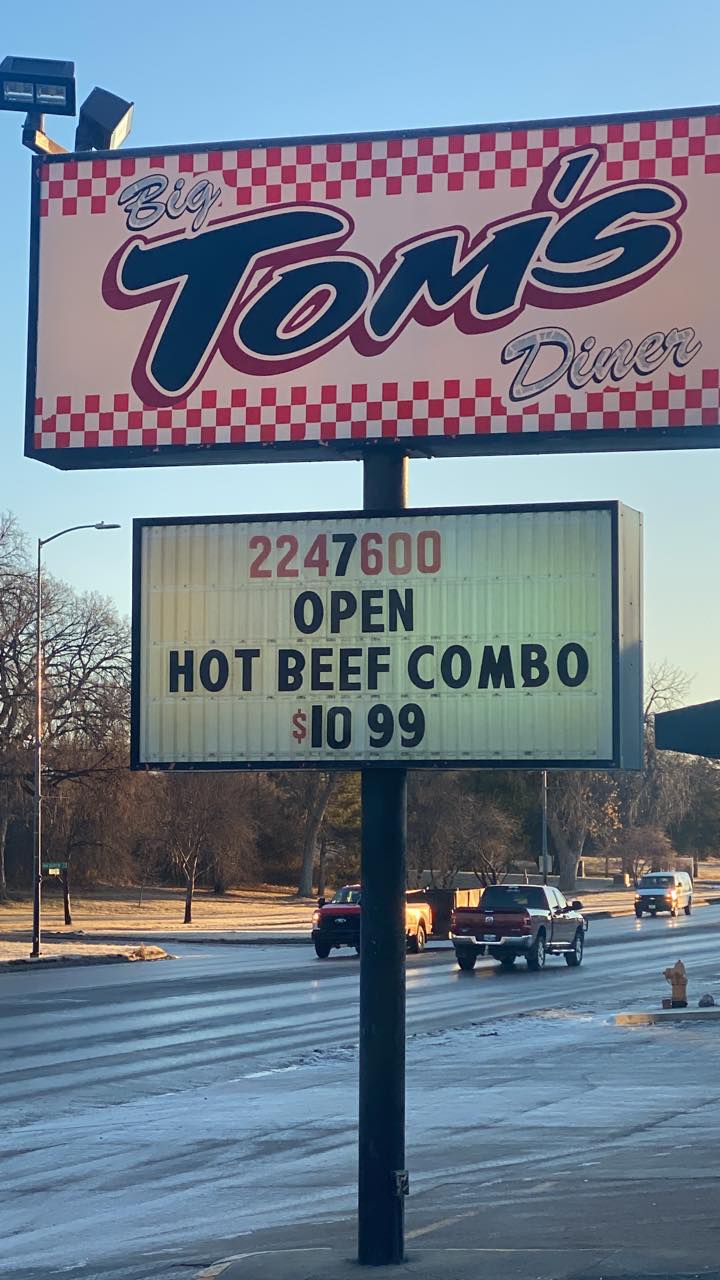 Big
TOM'S
Diner
2247600
OPEN
HOT BEEF COMBO
$10 99